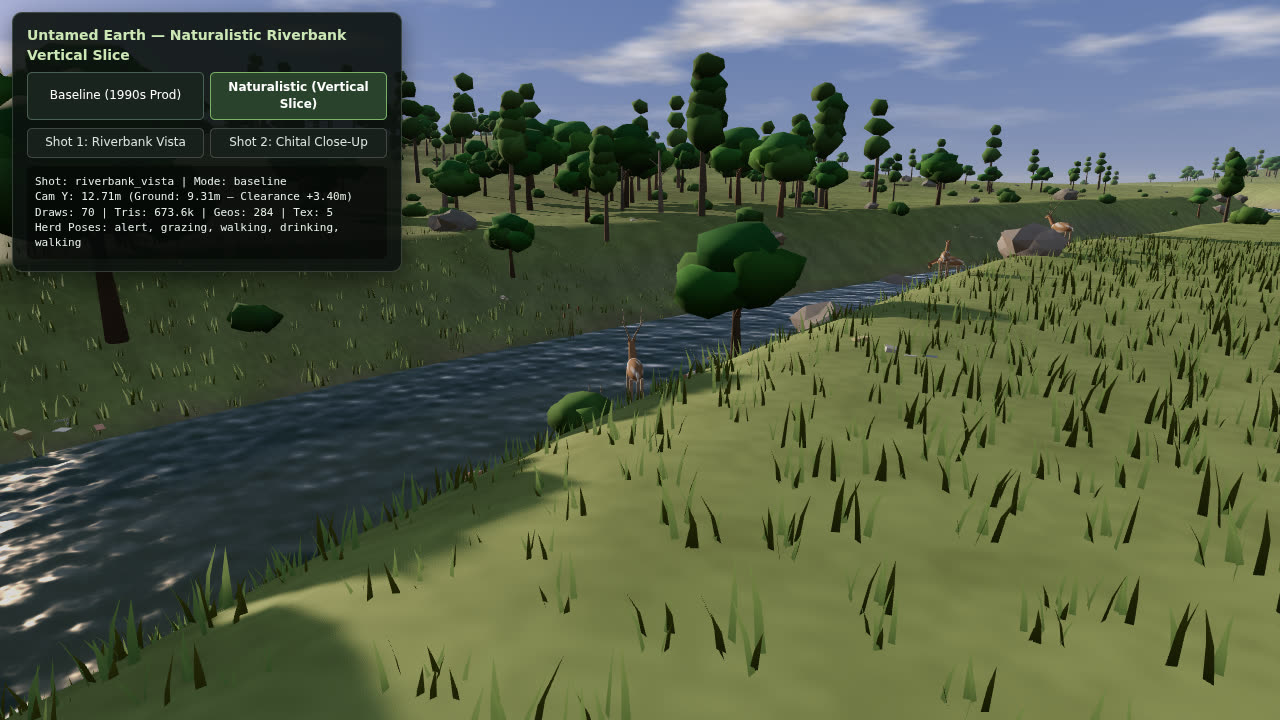 Untamed Earth — Naturalistic Riverbank
Vertical Slice
Baseline (1990s Prod)
Naturalistic (Vertical
Slice)
Shot 1: Riverbank Vista
Shot 2: Chital Close-Up
Shot: riverbank_vista | Mode: baseline
Cam Y: 12.71m (Ground: 9.31m — Clearance +3.40m)
Draws: 70 | Tris: 673.6k | Geos: 284 | Tex: 5
Herd Poses: alert, grazing, walking, drinking,
walking